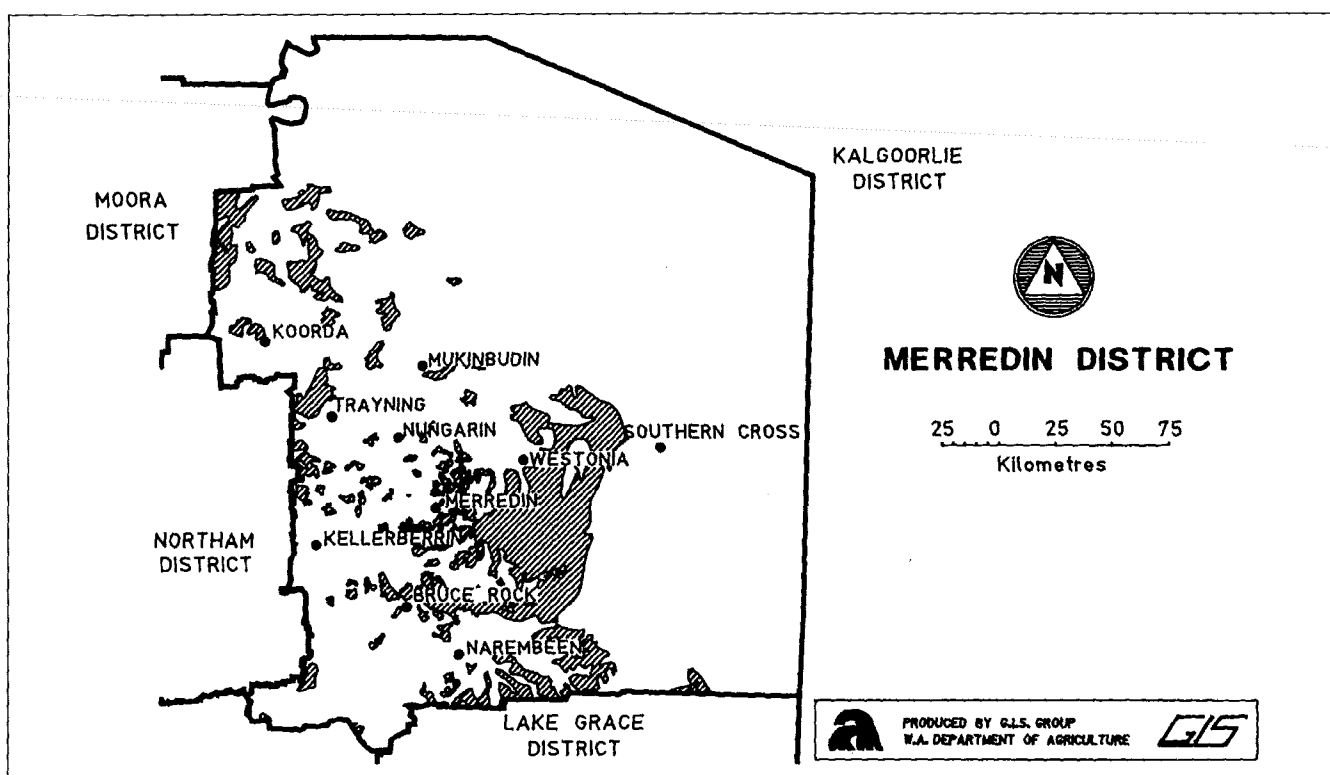 KALGOORLIE
DISTRICT
MOORA
DISTRICT
N
KOORDA
MUKINBUDIN
MERREDIN DISTRICT
TRAYNING
NUNGARIN
SOUTHERN CROSS
WESTONIA
25 0 25 50 75
Kilometres
MERREDIN
NORTHAM
DISTRICT
KELLERBERRIN
BRUCE ROCK
NAREMBEEN
LAKE GRACE
DISTRICT
PRODUCED BY G.I.S. GROUP
W.A. DEPARTMENT OF AGRICULTURE
GIS